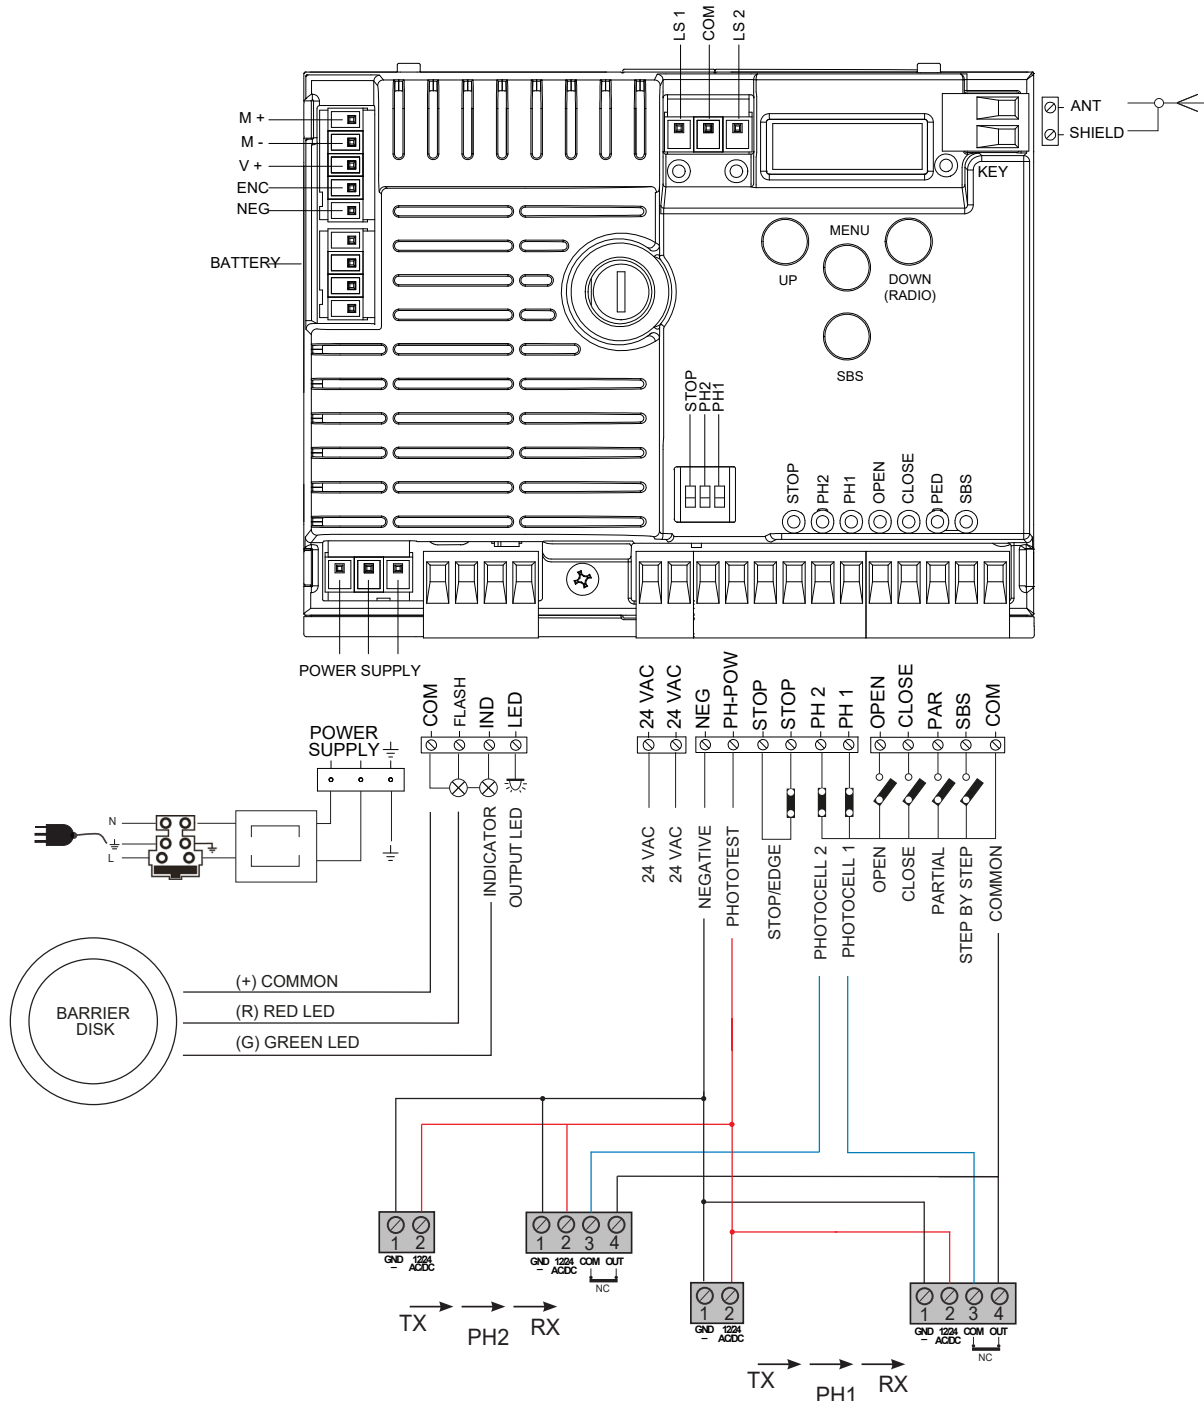 LS 1
COM
LS 2
M +
M -
V +
ENC
NEG
BATTERY
ANT
SHIELD
KEY
MENU
UP
DOWN
(RADIO)
SBS
STOP
PH2
PH1
STOP
PH2
PH1
OPEN
CLOSE
PED
SBS
POWER SUPPLY
COM
FLASH
IND
LED
24 VAC
24 VAC
NEG
PH-POW
STOP
STOP
PH 2
PH 1
OPEN
CLOSE
PAR
SBS
COM
POWER
SUPPLY
N
L
INDICATOR
OUTPUT LED
24 VAC
24 VAC
NEGATIVE
PHOTOTEST
STOP/EDGE
PHOTOCELL 2
PHOTOCELL 1
OPEN
CLOSE
PARTIAL
STEP BY STEP
COMMON
BARRIER
DISK
(+) COMMON
(R) RED LED
(G) GREEN LED
1 2
GND 12/24
– AC/DC
1 2 3 4
GND 12/24 COM OUT
– AC/DC
NC
TX PH2 RX
1 2
GND 12/24
– AC/DC
1 2 3 4
GND 12/24 COM OUT
– AC/DC
NC
TX PH1 RX